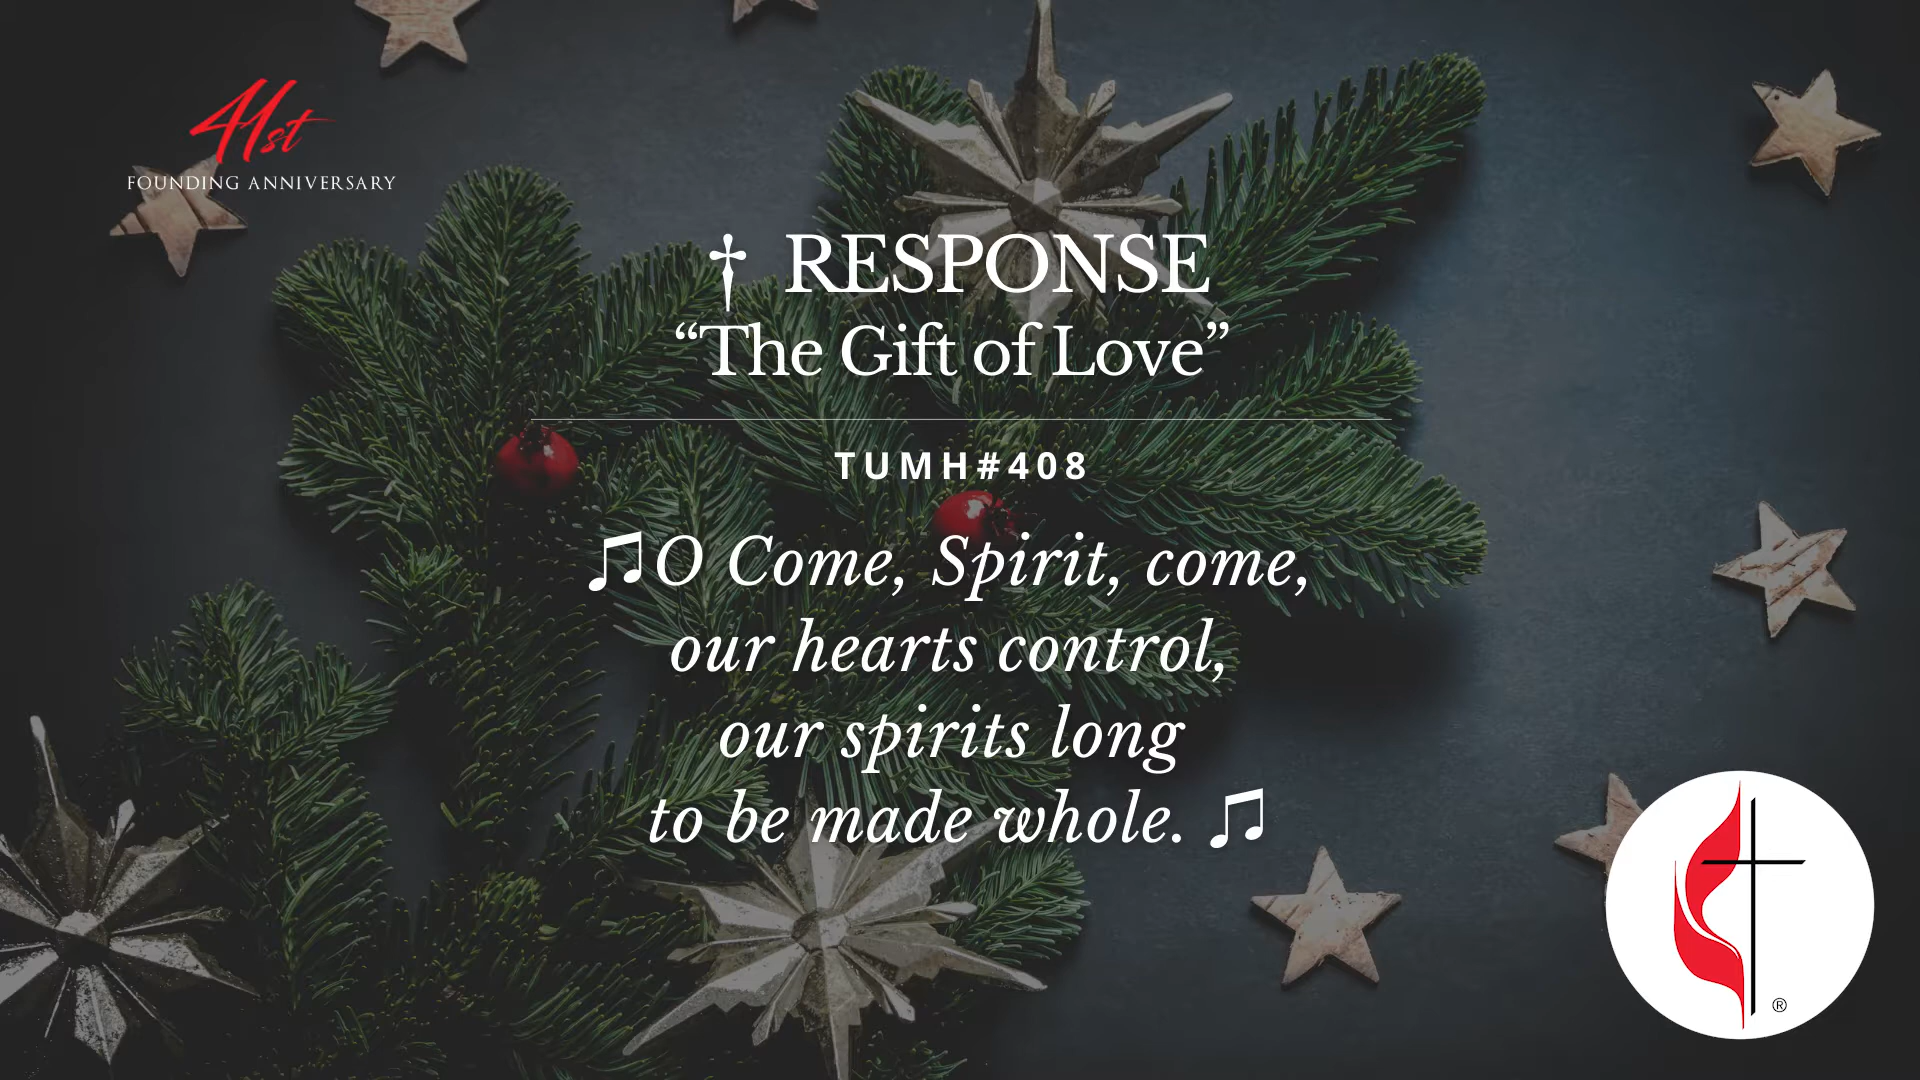 41st
FOUNDING ANNIVERSARY
† RESPONSE
“The Gift of Love”
TUMH#408
♫O Come, Spirit, come,
our hearts control,
our spirits long
to be made whole. ♫
®